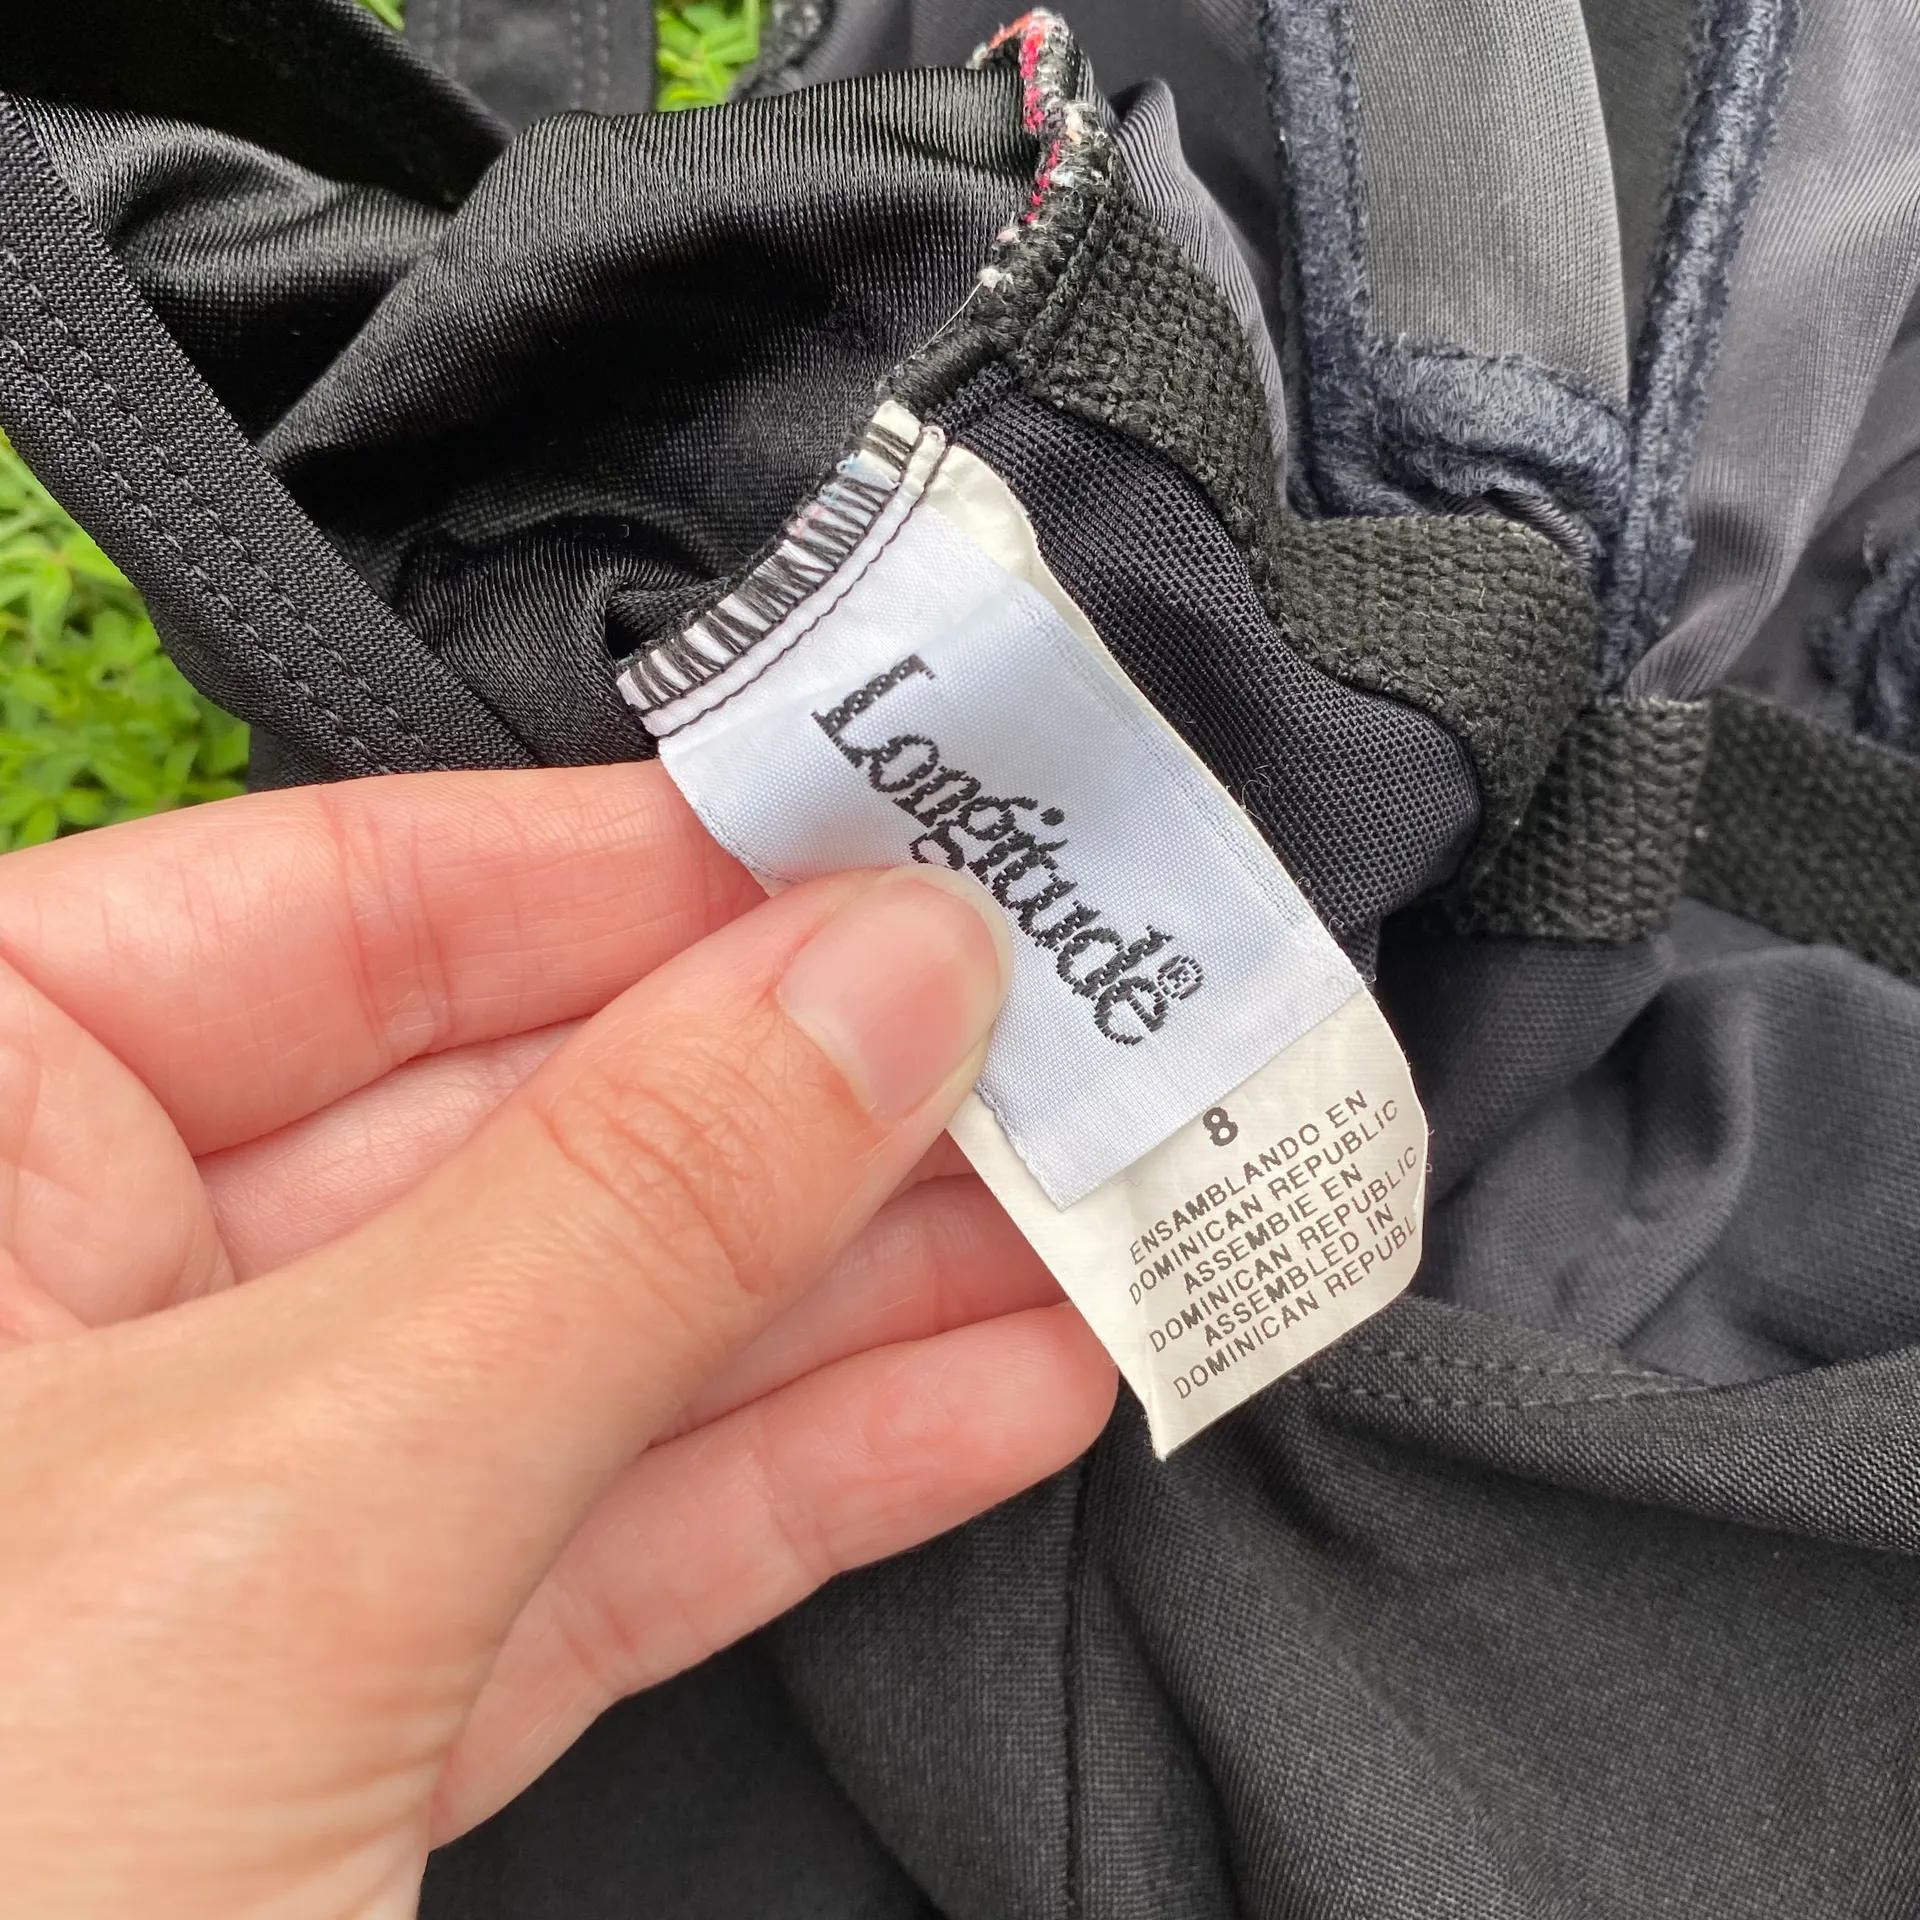 Longitude®
8
ENSAMBLANDO EN
DOMINICAN REPUBLIC
ASSEMBIE EN
DOMINICAN REPUBLIC
ASSEMBLED IN
DOMINICAN REPUBL